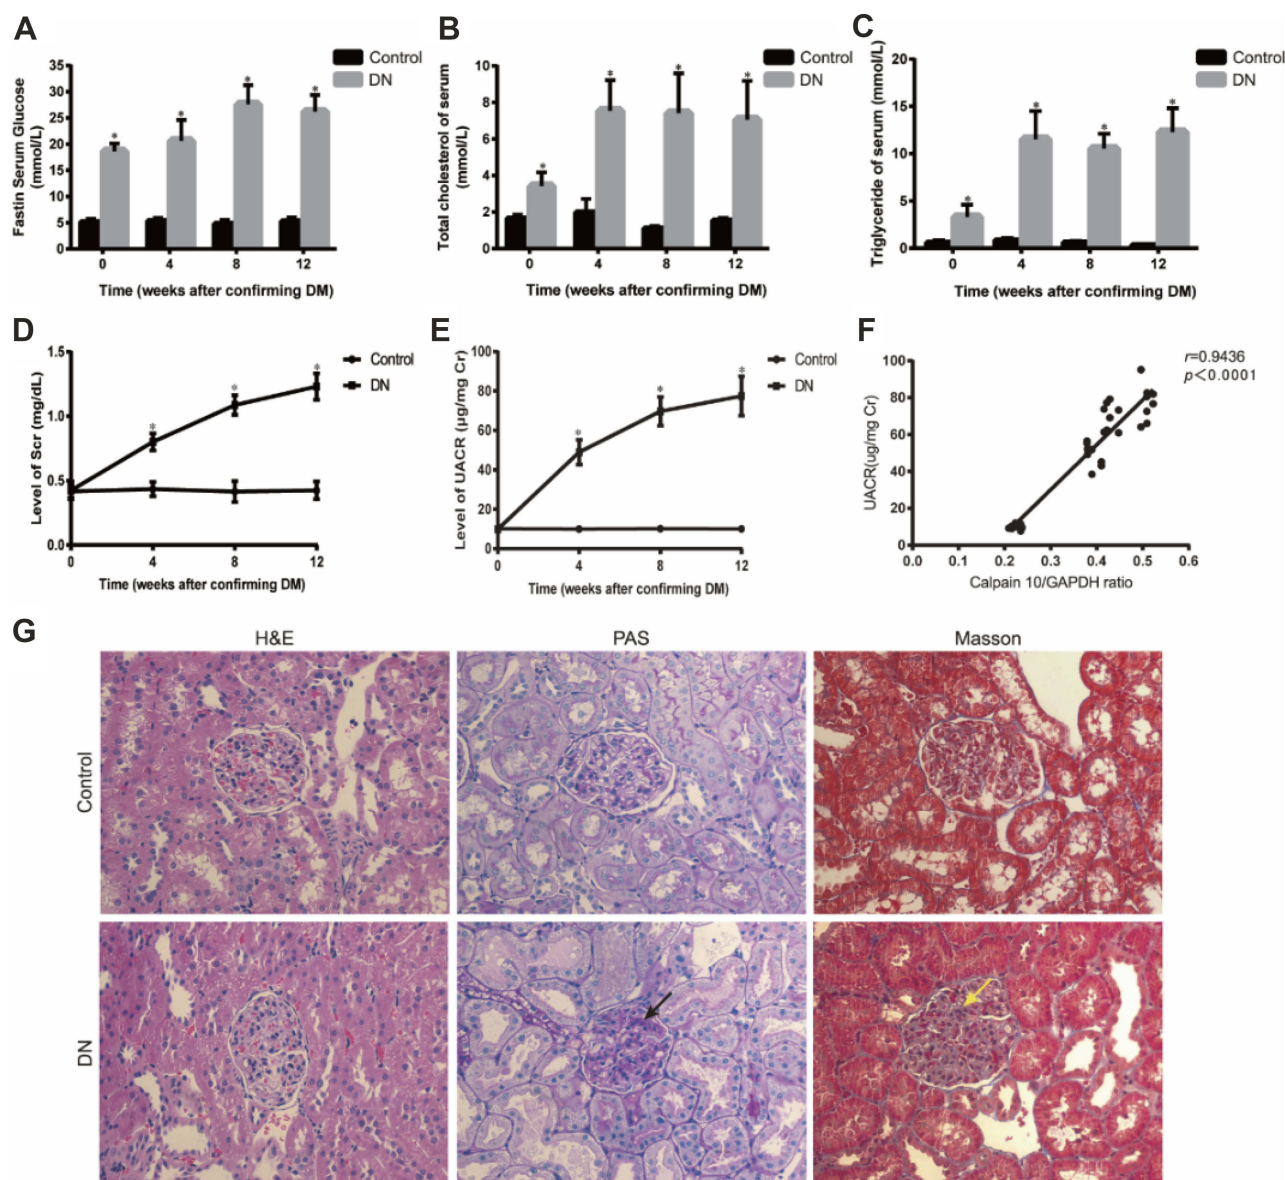 A
Control
DN
Fastin Serum Glucose
(mmol/L)
35
30
25
20
15
10
5
0
* * * *
0 4 8 12
Time (weeks after confirming DM)
B
Control
DN
Total cholesterol of serum
(mmol/L)
10
8
6
4
2
0
* * * *
0 4 8 12
Time (weeks after confirming DM)
C
Control
DN
Triglyceride of serum (mmol/L)
20
15
10
5
0
* * * *
0 4 8 12
Time (weeks after confirming DM)
D
Control
DN
Level of Scr (mg/dL)
1.5
1.0
0.5
0.0
* * *
0 4 8 12
Time (weeks after confirming DM)
E
Control
DN
Level of UACR (μg/mg Cr)
100
80
60
40
20
0
* * *
0 4 8 12
Time (weeks after confirming DM)
F
r=0.9436
p<0.0001
UACR(ug/mg Cr)
100
80
60
40
20
0
0.0 0.1 0.2 0.3 0.4 0.5 0.6
Calpain 10/GAPDH ratio
G
H&E PAS Masson
Control
DN